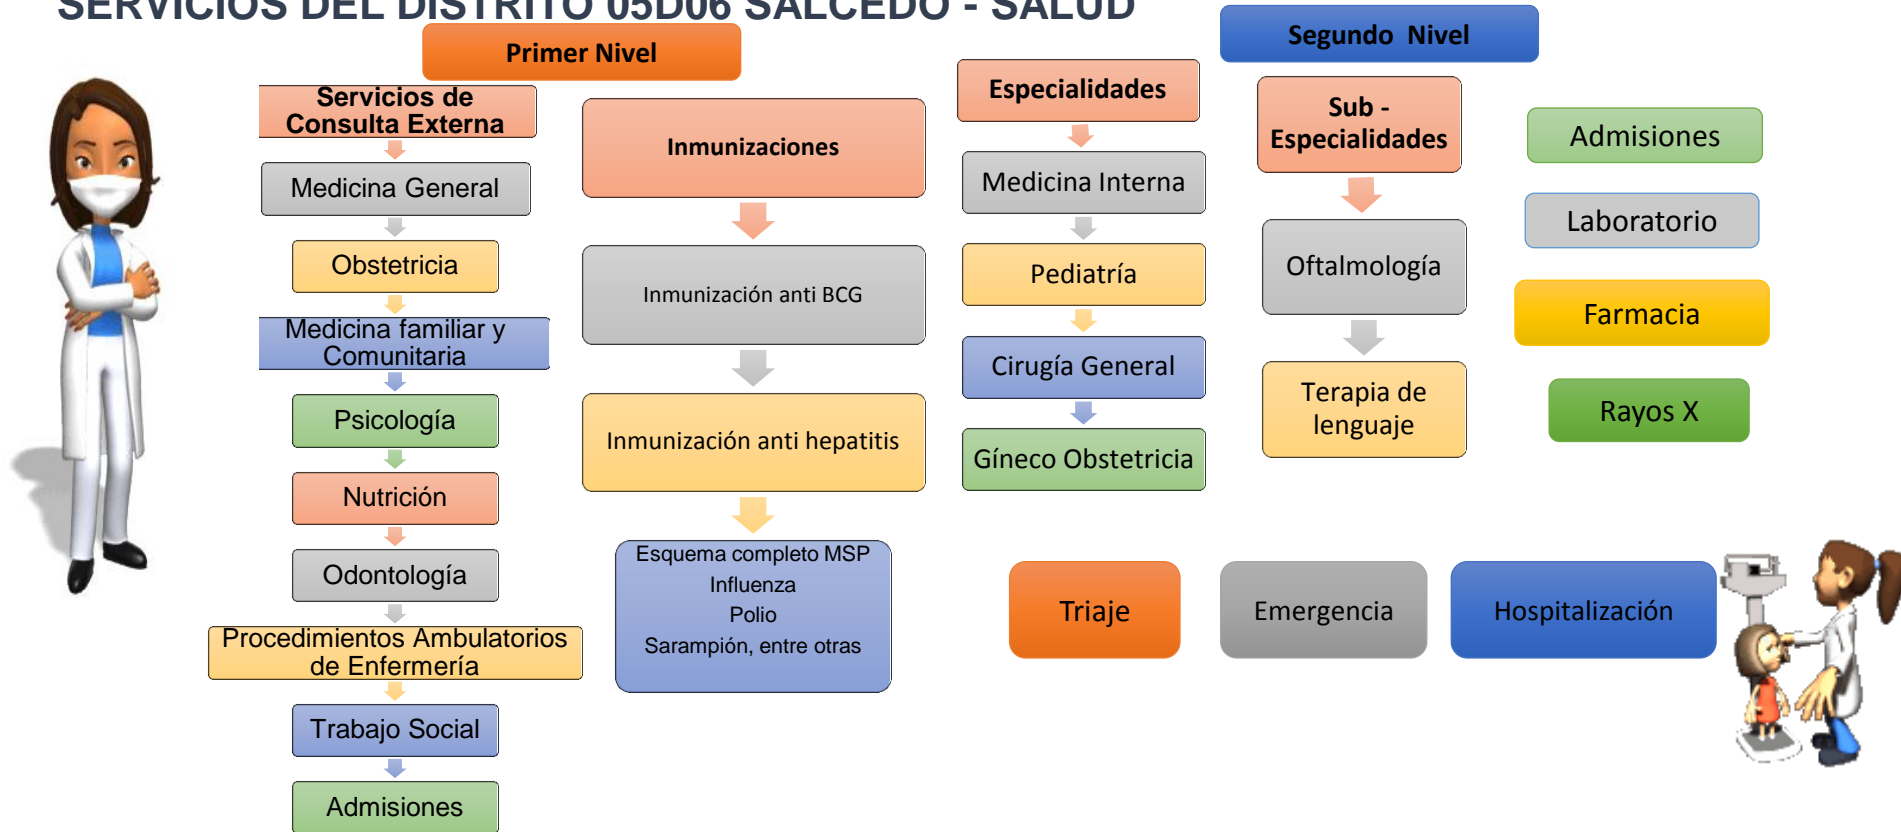 SERVICIOS DEL DISTRITO 05D06 SALCEDO - SALUD
Primer Nivel
Servicios de
Consulta Externa
Medicina General
Obstetricia
Medicina familiar y
Comunitaria
Psicología
Nutrición
Odontología
Procedimientos Ambulatorios
de Enfermería
Trabajo Social
Admisiones
Inmunizaciones
Inmunización anti BCG
Inmunización anti hepatitis
Esquema completo MSP
Influenza
Polio
Sarampión, entre otras
Segundo Nivel
Especialidades
Medicina Interna
Pediatría
Cirugía General
Gíneco Obstetricia
Sub -
Especialidades
Oftalmología
Terapia de
lenguaje
Admisiones
Laboratorio
Farmacia
Rayos X
Triaje
Emergencia
Hospitalización